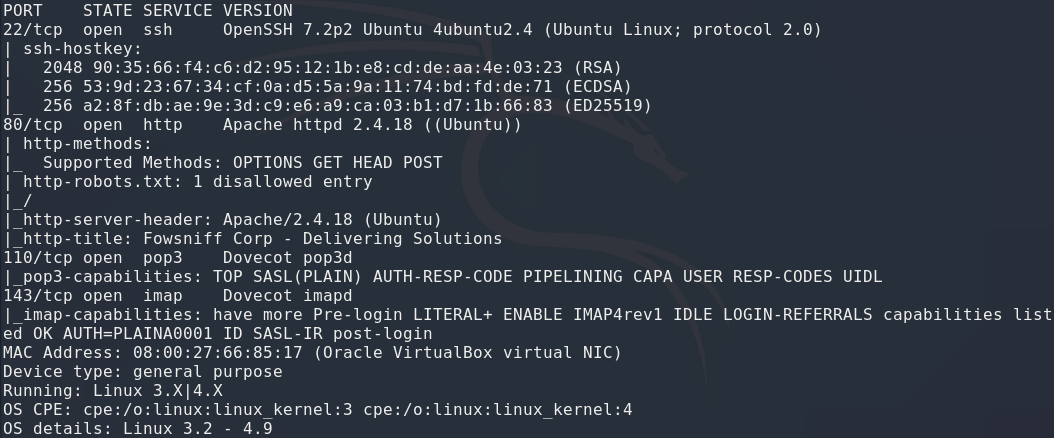 PORT    STATE SERVICE VERSION
22/tcp  open  ssh     OpenSSH 7.2p2 Ubuntu 4ubuntu2.4 (Ubuntu Linux; protocol 2.0)
| ssh-hostkey:
|   2048 90:35:66:f4:c6:d2:95:12:1b:e8:cd:de:aa:4e:03:23 (RSA)
|   256 53:9d:23:67:34:cf:0a:d5:5a:9a:11:74:bd:fd:de:71 (ECDSA)
|_  256 a2:8f:db:ae:9e:3d:c9:e6:a9:ca:03:b1:d7:1b:66:83 (ED25519)
80/tcp  open  http    Apache httpd 2.4.18 ((Ubuntu))
| http-methods:
|_  Supported Methods: OPTIONS GET HEAD POST
| http-robots.txt: 1 disallowed entry
|_/
|_http-server-header: Apache/2.4.18 (Ubuntu)
|_http-title: Fowsniff Corp - Delivering Solutions
110/tcp open  pop3    Dovecot pop3d
|_pop3-capabilities: TOP SASL(PLAIN) AUTH-RESP-CODE PIPELINING CAPA USER RESP-CODES UIDL
143/tcp open  imap    Dovecot imapd
|_imap-capabilities: have more Pre-login LITERAL+ ENABLE IMAP4rev1 IDLE LOGIN-REFERRALS capabilities list
ed OK AUTH=PLAINA0001 ID SASL-IR post-login
MAC Address: 08:00:27:66:85:17 (Oracle VirtualBox virtual NIC)
Device type: general purpose
Running: Linux 3.X|4.X
OS CPE: cpe:/o:linux:linux_kernel:3 cpe:/o:linux:linux_kernel:4
OS details: Linux 3.2 - 4.9